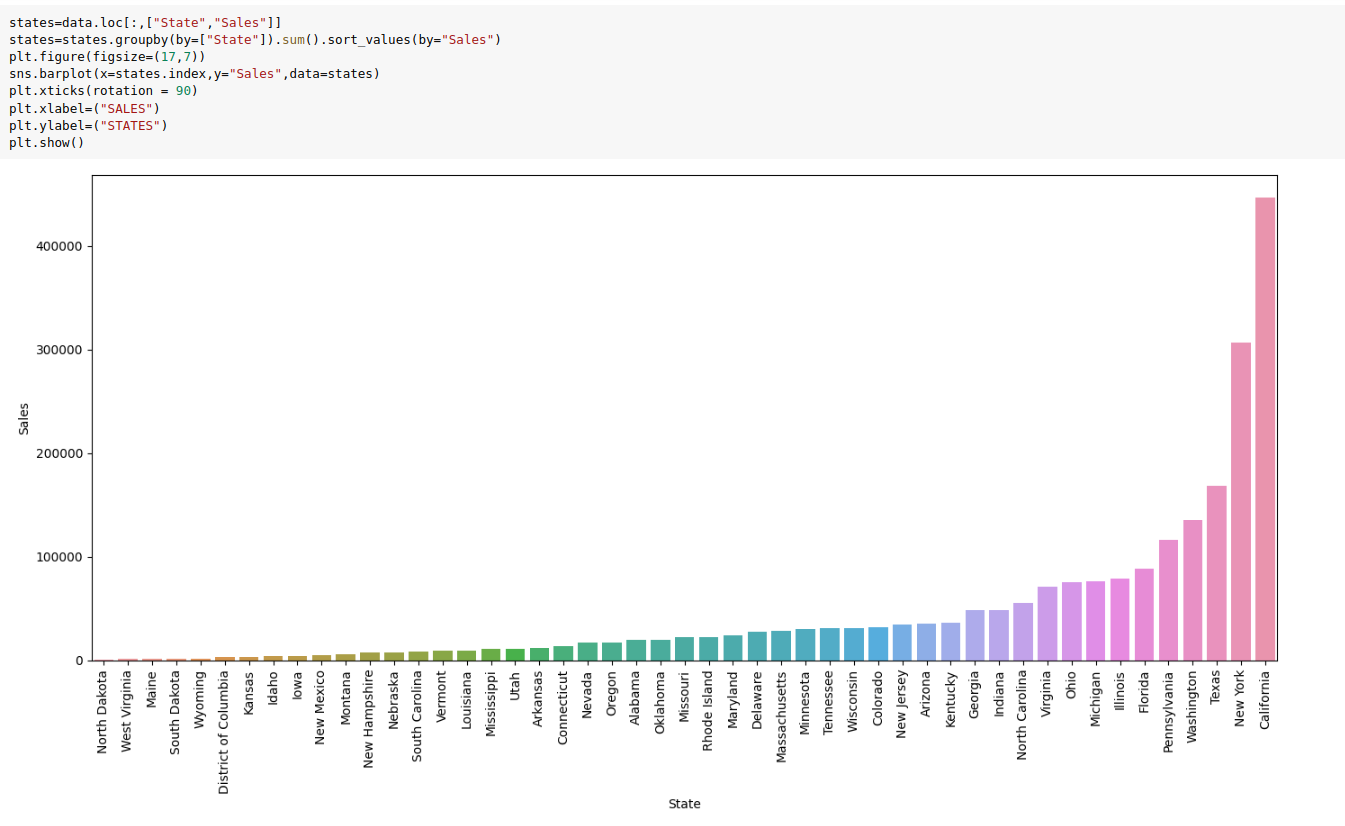 states=data.loc[:,["State","Sales"]]
states=states.groupby(by=["State"]).sum().sort_values(by="Sales")
plt.figure(figsize=(17,7))
sns.barplot(x=states.index,y="Sales",data=states)
plt.xticks(rotation = 90)
plt.xlabel=("SALES")
plt.ylabel=("STATES")
plt.show()
400000
300000
200000
100000
0
Sales
North Dakota
West Virginia
Maine
South Dakota
Wyoming
District of Columbia
Kansas
Idaho
Iowa
New Mexico
Montana
New Hampshire
Nebraska
South Carolina
Vermont
Louisiana
Mississippi
Utah
Arkansas
Connecticut
Nevada
Oregon
Alabama
Oklahoma
Missouri
Rhode Island
Maryland
Delaware
Massachusetts
Minnesota
Tennessee
Wisconsin
Colorado
New Jersey
Arizona
Kentucky
Georgia
Indiana
North Carolina
Virginia
Ohio
Michigan
Illinois
Florida
Pennsylvania
Washington
Texas
New York
California
State